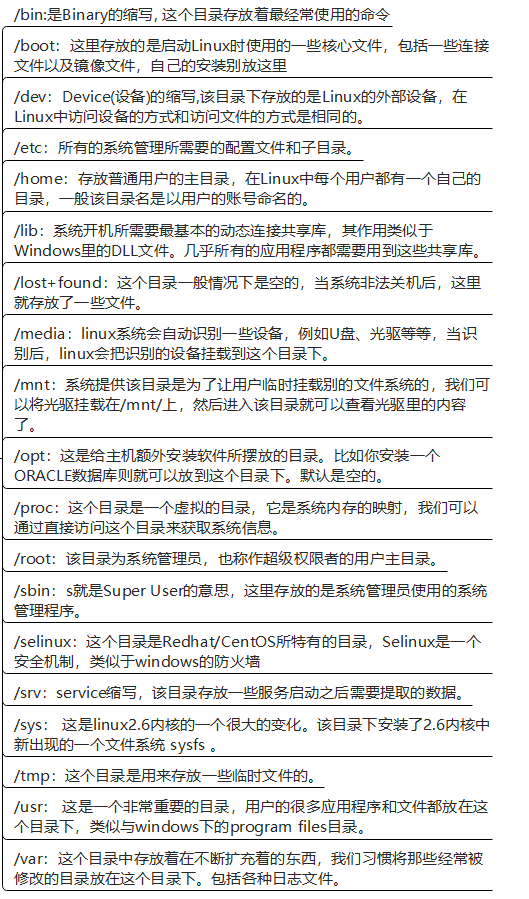 /bin:是Binary的缩写, 这个目录存放着最经常使用的命令
/boot：这里存放的是启动Linux时使用的一些核心文件，包括一些连接
文件以及镜像文件，自己的安装别放这里
/dev：Device(设备)的缩写,该目录下存放的是Linux的外部设备，在
Linux中访问设备的方式和访问文件的方式是相同的。
/etc：所有的系统管理所需要的配置文件和子目录。
/home：存放普通用户的主目录，在Linux中每个用户都有一个自己的
目录，一般该目录名是以用户的账号命名的。
/lib：系统开机所需要最基本的动态连接共享库，其作用类似于
Windows里的DLL文件。几乎所有的应用程序都需要用到这些共享库。
/lost+found：这个目录一般情况下是空的，当系统非法关机后，这里
就存放了一些文件。
/media：linux系统会自动识别一些设备，例如U盘、光驱等等，当识
别后，linux会把识别的设备挂载到这个目录下。
/mnt：系统提供该目录是为了让用户临时挂载别的文件系统的，我们可
以将光驱挂载在/mnt/上，然后进入该目录就可以查看光驱里的内容
了。
/opt：这是给主机额外安装软件所摆放的目录。比如你安装一个
ORACLE数据库则就可以放到这个目录下。默认是空的。
/proc：这个目录是一个虚拟的目录，它是系统内存的映射，我们可以
通过直接访问这个目录来获取系统信息。
/root：该目录为系统管理员，也称作超级权限者的用户主目录。
/sbin：s就是Super User的意思，这里存放的是系统管理员使用的系统
管理程序。
/selinux：这个目录是Redhat/CentOS所特有的目录，Selinux是一个
安全机制，类似于windows的防火墙
/srv：service缩写，该目录存放一些服务启动之后需要提取的数据。
/sys： 这是linux2.6内核的一个很大的变化。该目录下安装了2.6内核中
新出现的一个文件系统 sysfs 。
/tmp：这个目录是用来存放一些临时文件的。
/usr： 这是一个非常重要的目录，用户的很多应用程序和文件都放在这
个目录下，类似与windows下的program files目录。
/var：这个目录中存放着在不断扩充着的东西，我们习惯将那些经常被
修改的目录放在这个目录下。包括各种日志文件。